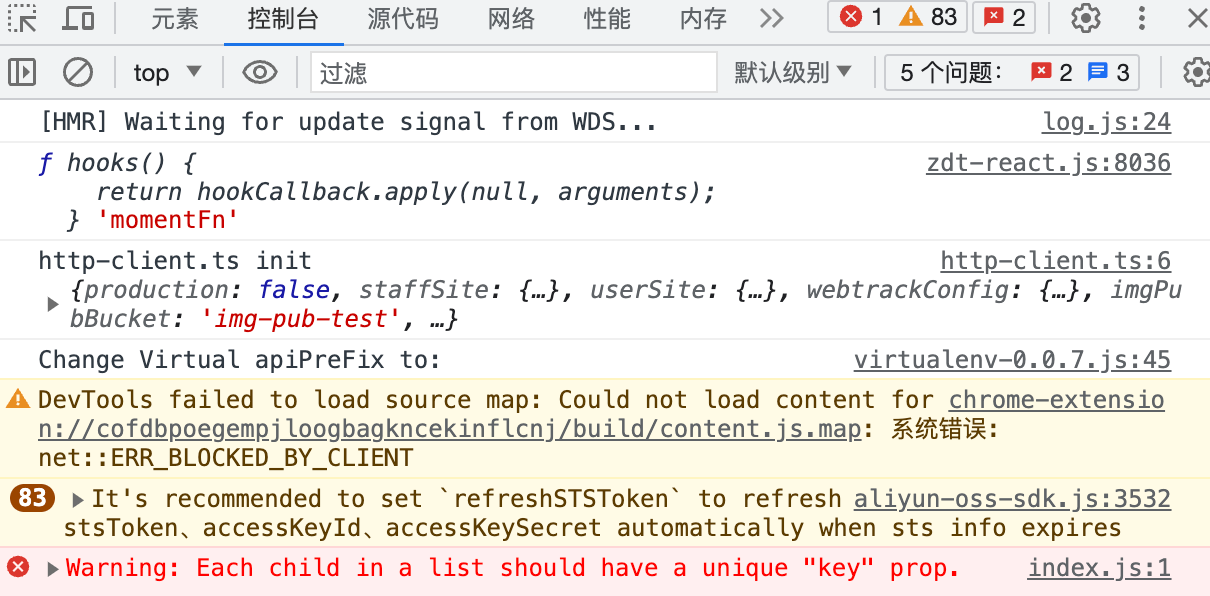 元素 控制台 源代码 网络 性能 内存 1 83 2
top 过滤 默认级别 5 个问题: 2 3
[HMR] Waiting for update signal from WDS... log.js:24
ƒ hooks() { zdt-react.js:8036
return hookCallback.apply(null, arguments);
} 'momentFn'
http-client.ts init http-client.ts:6
{production: false, staffSite: {…}, userSite: {…}, webtrackConfig: {…}, imgPu
bBucket: 'img-pub-test', …}
Change Virtual apiPreFix to: virtualenv-0.0.7.js:45
DevTools failed to load source map: Could not load content for chrome-extensio
n://cofdbpoegempjloogbagkncekinflcnj/build/content.js.map: 系统错误:
net::ERR_BLOCKED_BY_CLIENT
83 It's recommended to set `refreshSTSToken` to refresh aliyun-oss-sdk.js:3532
stsToken、accessKeyId、accessKeySecret automatically when sts info expires
Warning: Each child in a list should have a unique "key" prop. index.js:1